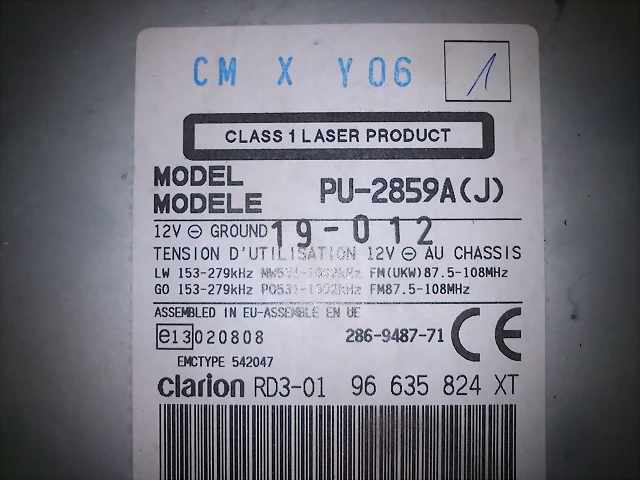 CM X Y06 1
CLASS 1 LASER PRODUCT
MODEL
MODELE PU-2859A(J)
12V ⊖ GROUND 19-012
TENSION D'UTILISATION 12V ⊖ AU CHASSIS
LW 153-279kHz FM(UKW)87.5-108MHz
GO 153-279kHz FM87.5-108MHz
ASSEMBLED IN EU-ASSEMBLE EN UE
e13 020808 286-9487-71 CE
EMCTYPE 542047
clarion RD3-01 96 635 824 XT